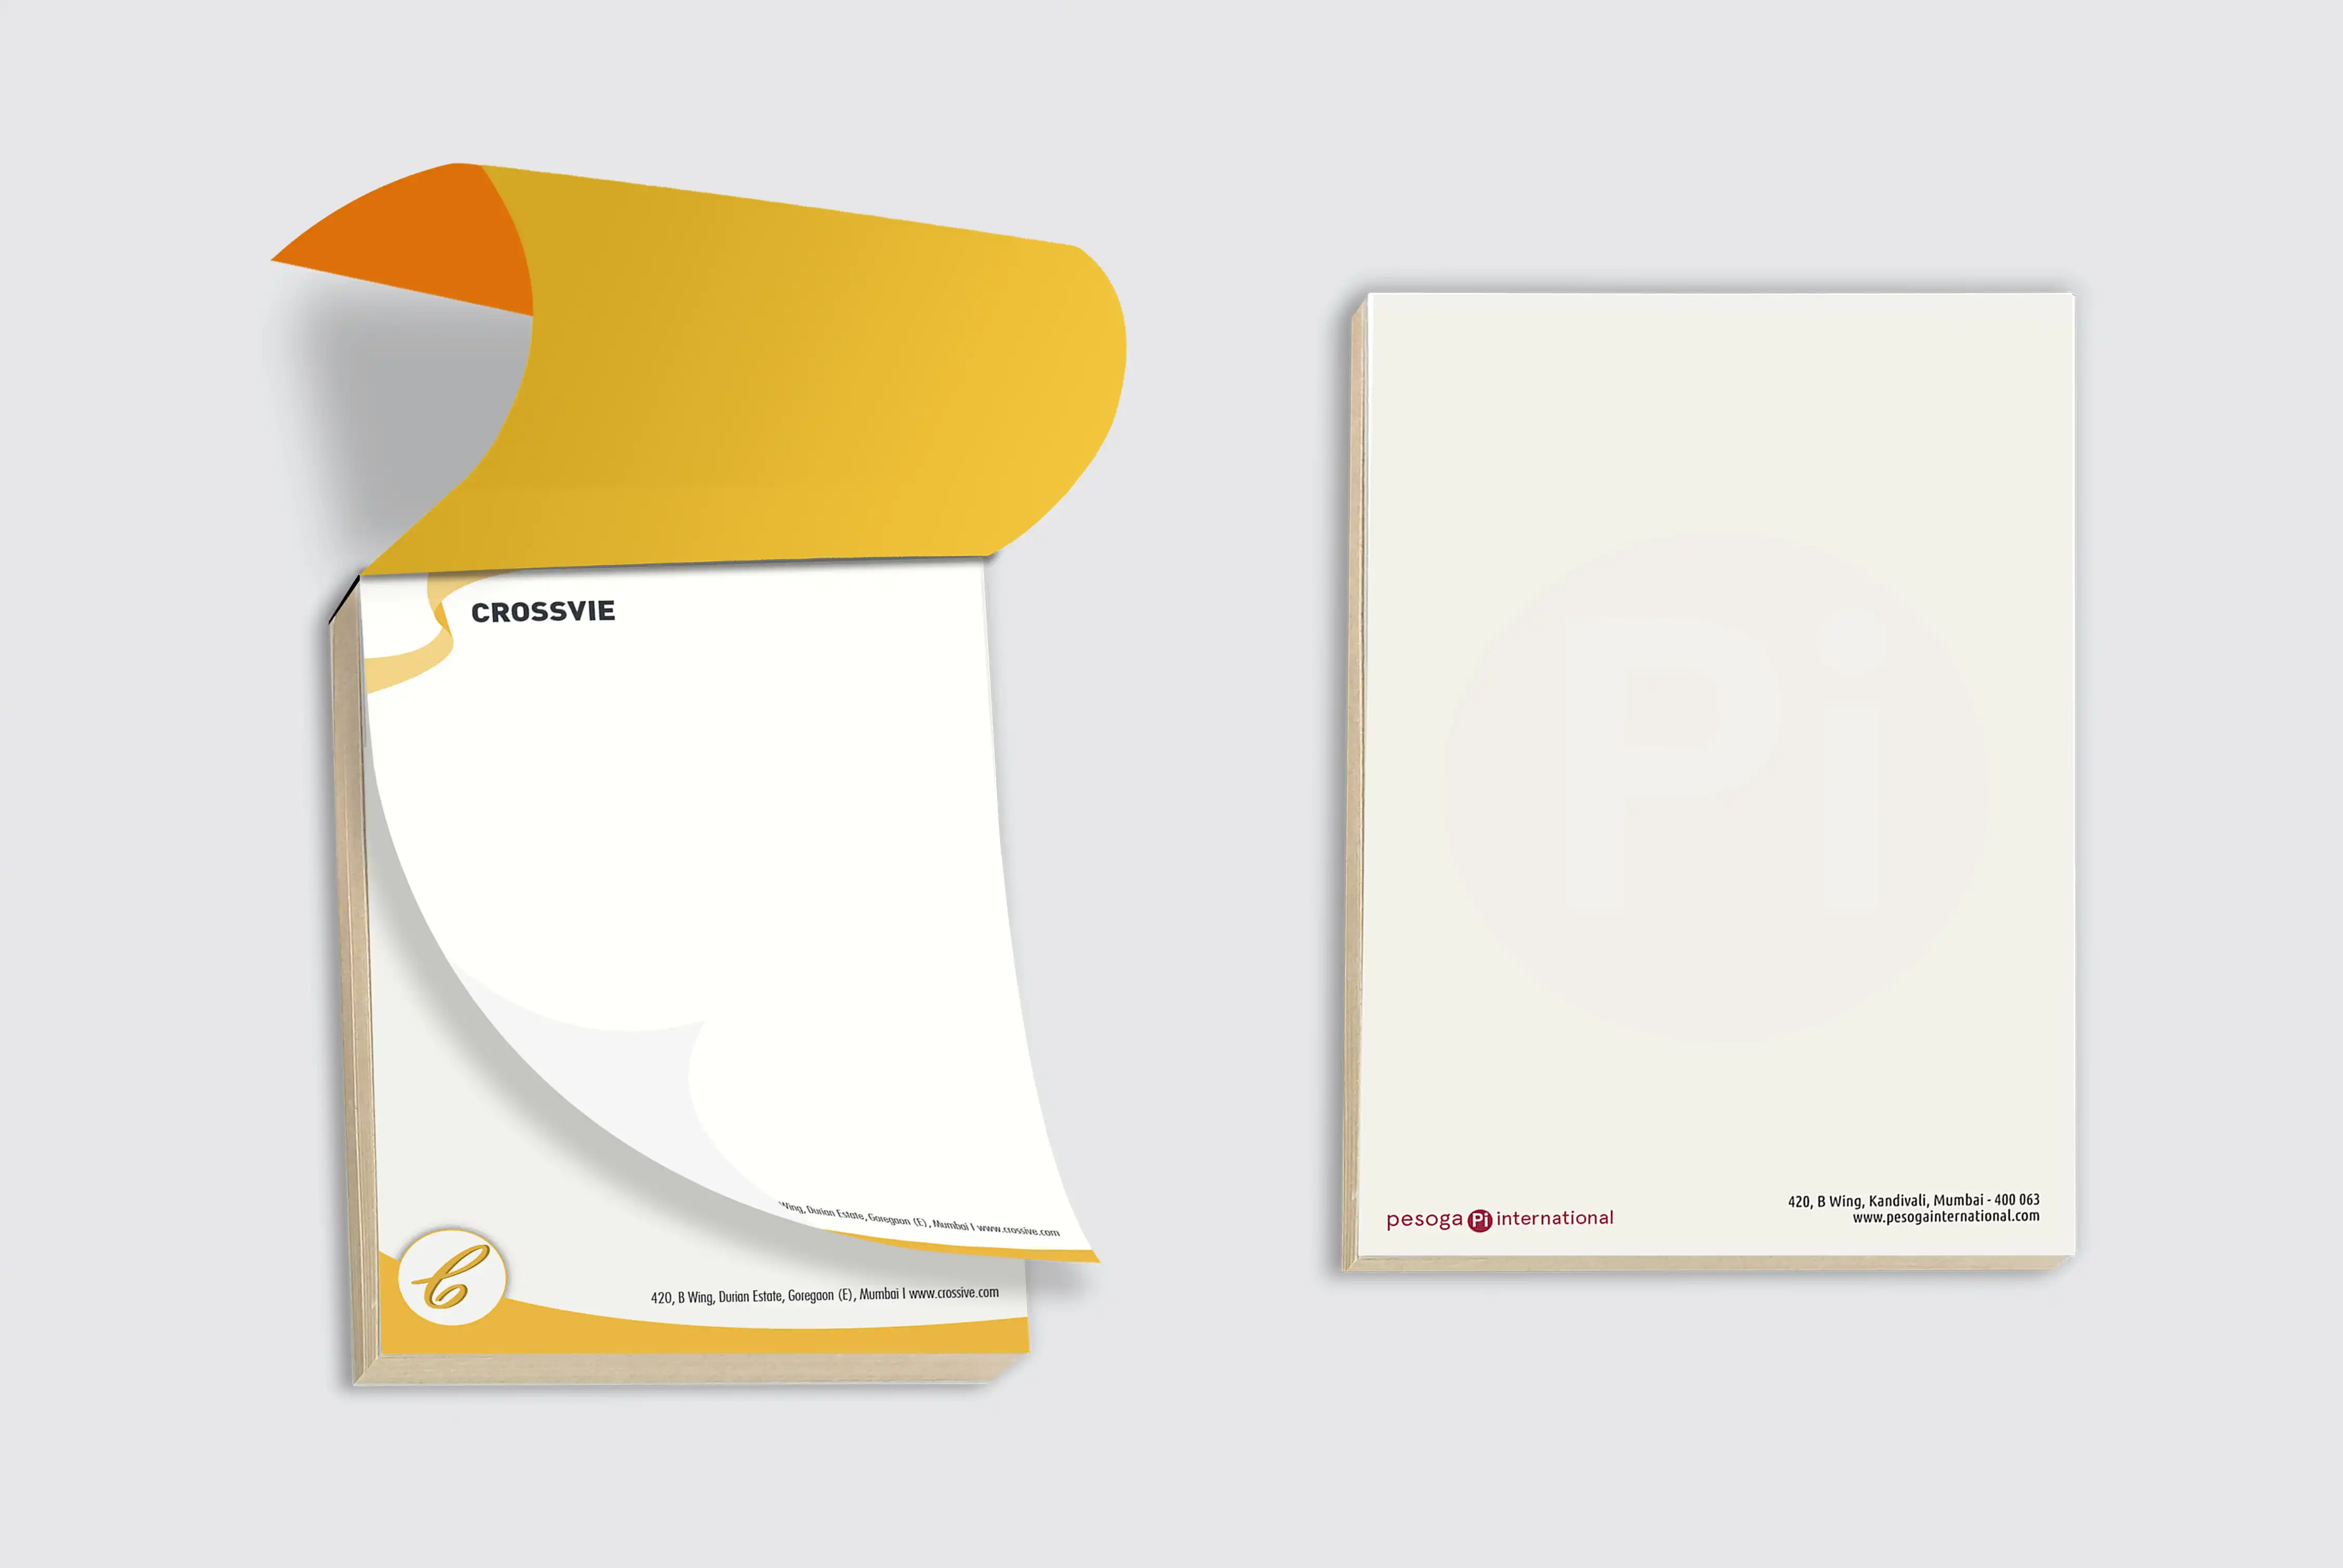 CROSSVIE
Wing, Durian Estate, Goregaon (E), Mumbai I www.crossive.com
C
420, B Wing, Durian Estate, Goregaon (E), Mumbai I www.crossive.com
Pi
pesoga Pi international
420, B Wing, Kandivali, Mumbai - 400 063
www.pesogainternational.com